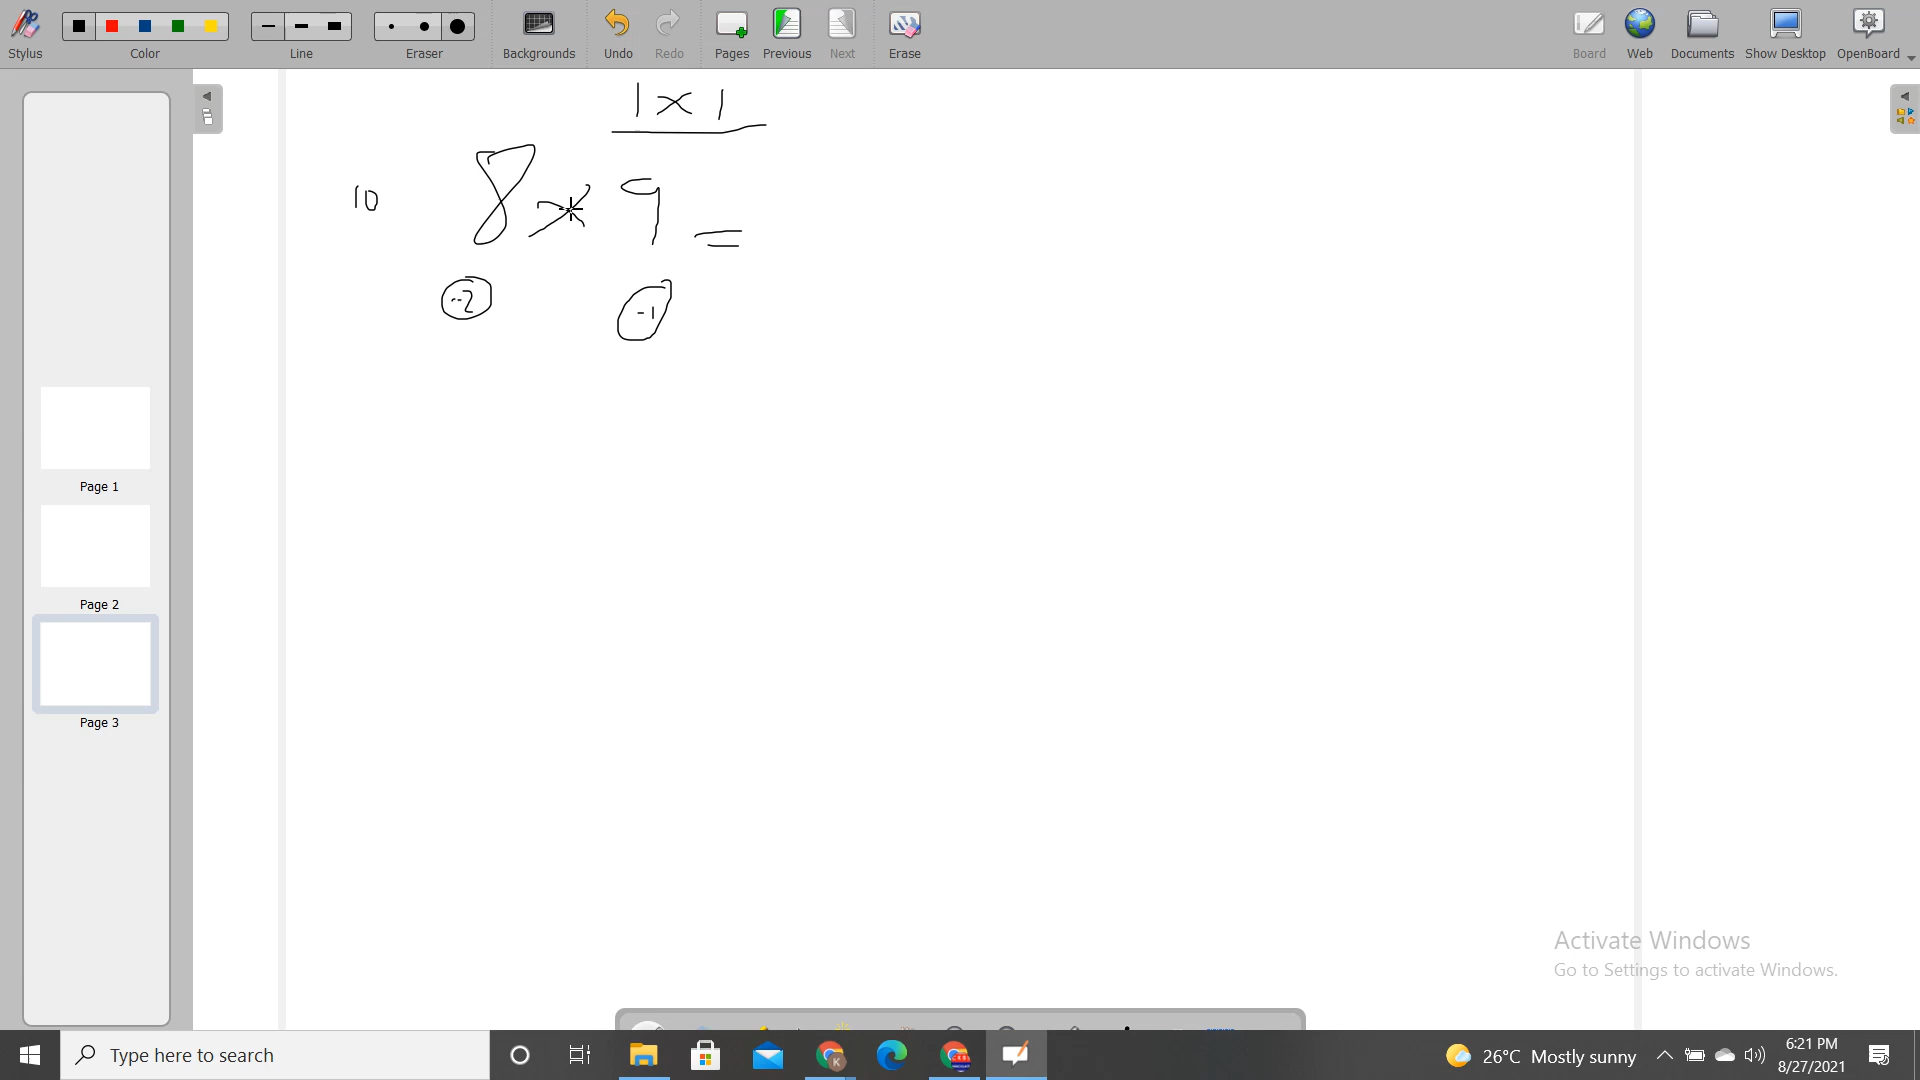 Stylus Color Line Eraser Backgrounds Undo Redo Pages Previous Next Erase Board Web Documents Show Desktop OpenBoard
1 x 1
10 8 x 9 =
-2 -1
Page 1
Page 2
Page 3
Activate Windows
Go to Settings to activate Windows.
Type here to search
26°C Mostly sunny
6:21 PM
8/27/2021